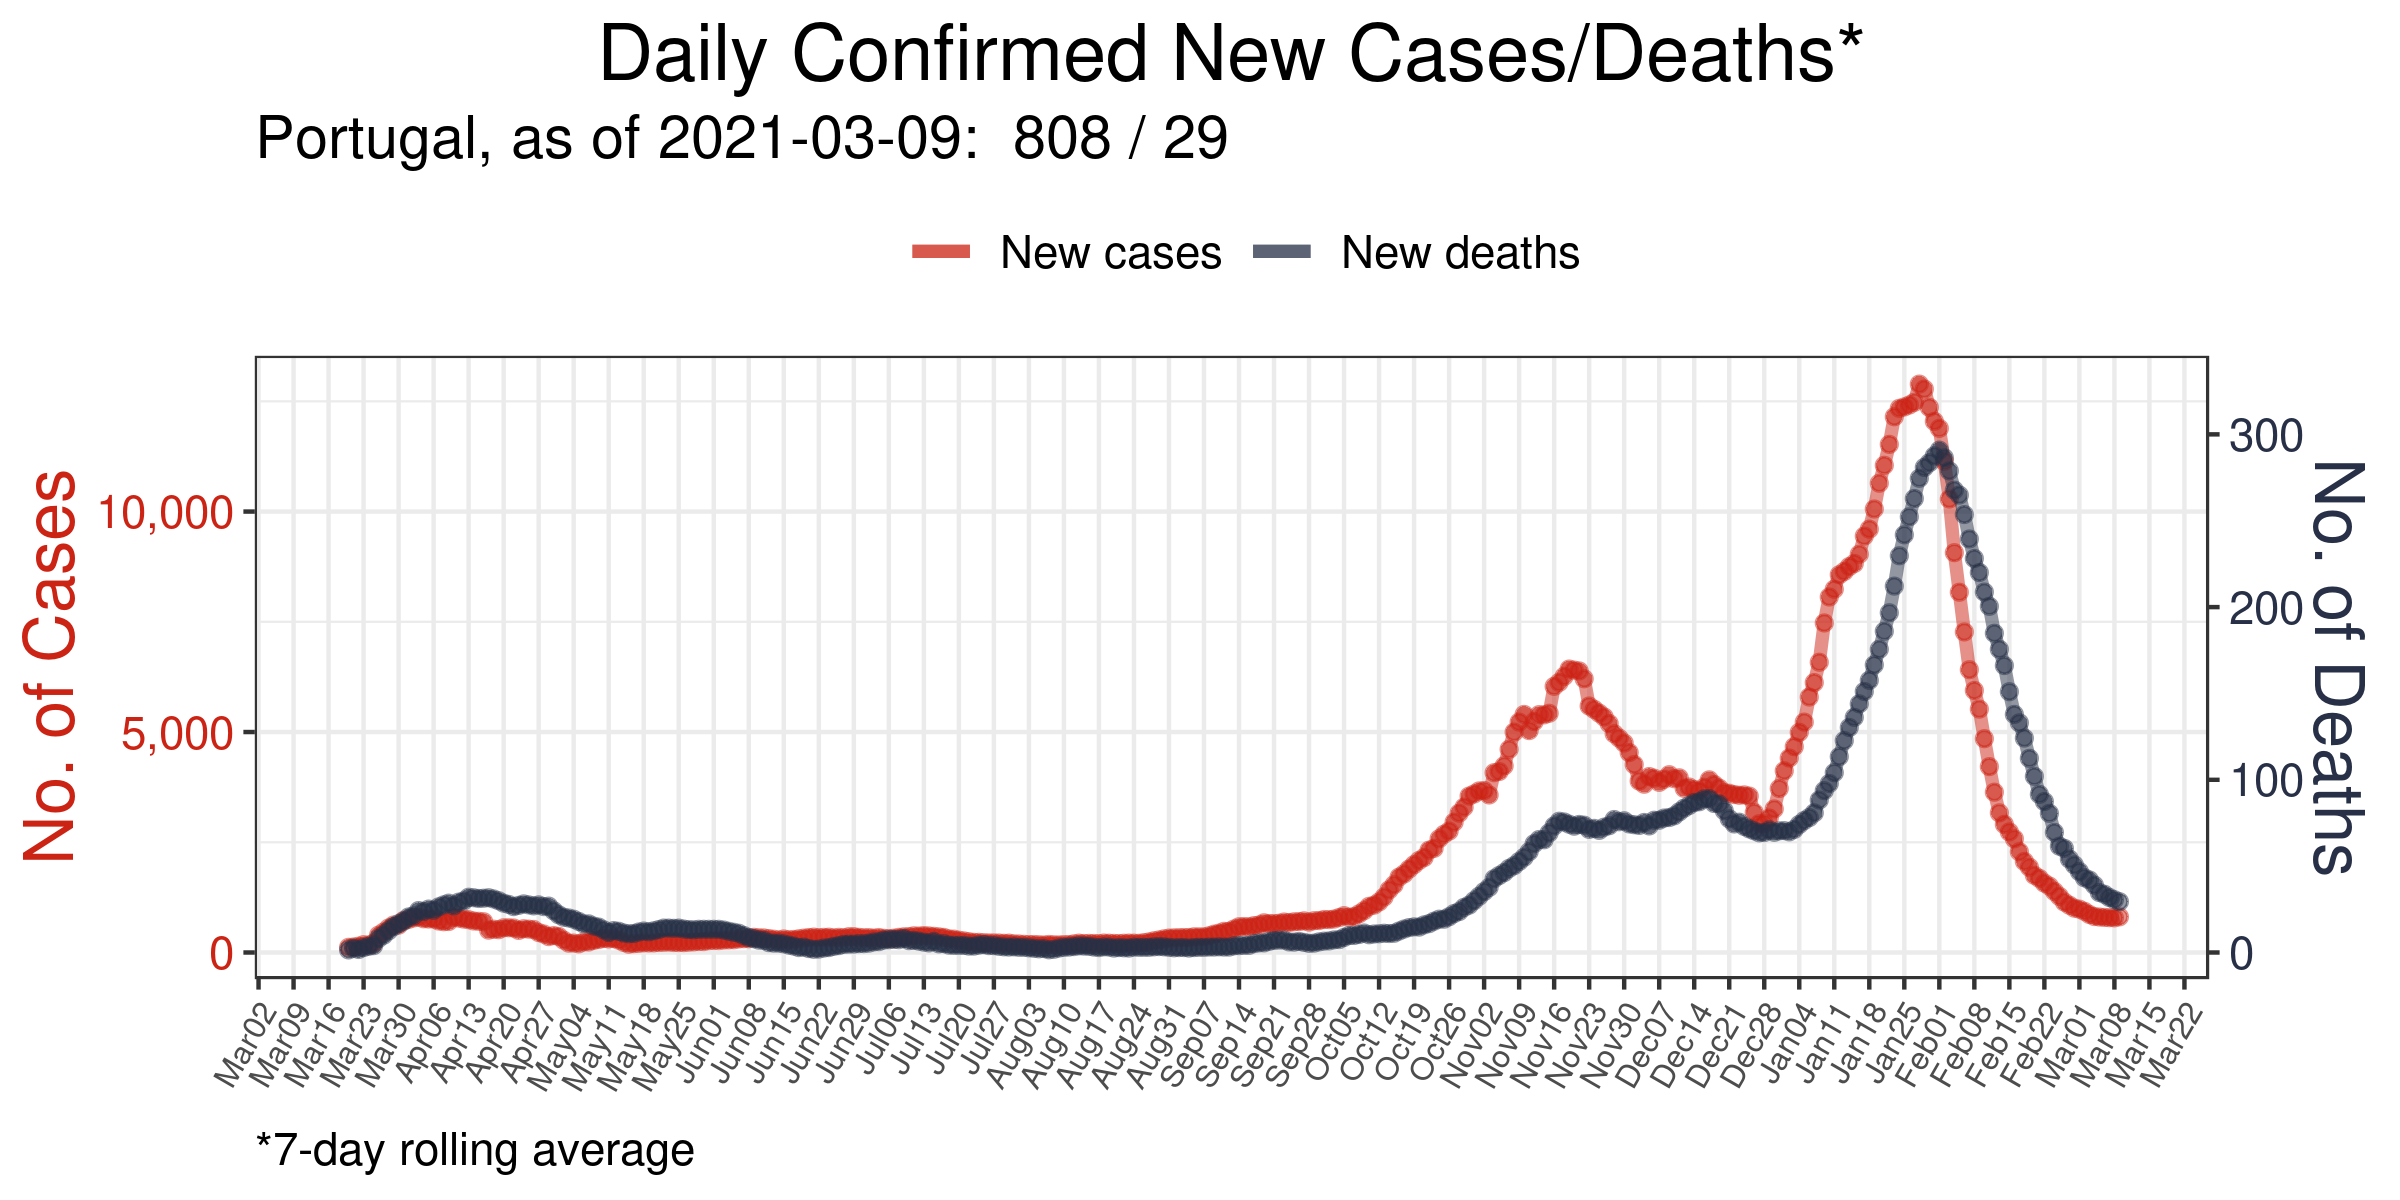 Daily Confirmed New Cases/Deaths*
Portugal, as of 2021-03-09:  808 / 29
New cases
New deaths
No. of Cases
10,000
5,000
0
300
200
100
0
No. of Deaths
Mar02
Mar09
Mar16
Mar23
Mar30
Apr06
Apr13
Apr20
Apr27
May04
May11
May18
May25
Jun01
Jun08
Jun15
Jun22
Jun29
Jul06
Jul13
Jul20
Jul27
Aug03
Aug10
Aug17
Aug24
Aug31
Sep07
Sep14
Sep21
Sep28
Oct05
Oct12
Oct19
Oct26
Nov02
Nov09
Nov16
Nov23
Nov30
Dec07
Dec14
Dec21
Dec28
Jan04
Jan11
Jan18
Jan25
Feb01
Feb08
Feb15
Feb22
Mar01
Mar08
Mar15
Mar22
*7-day rolling average